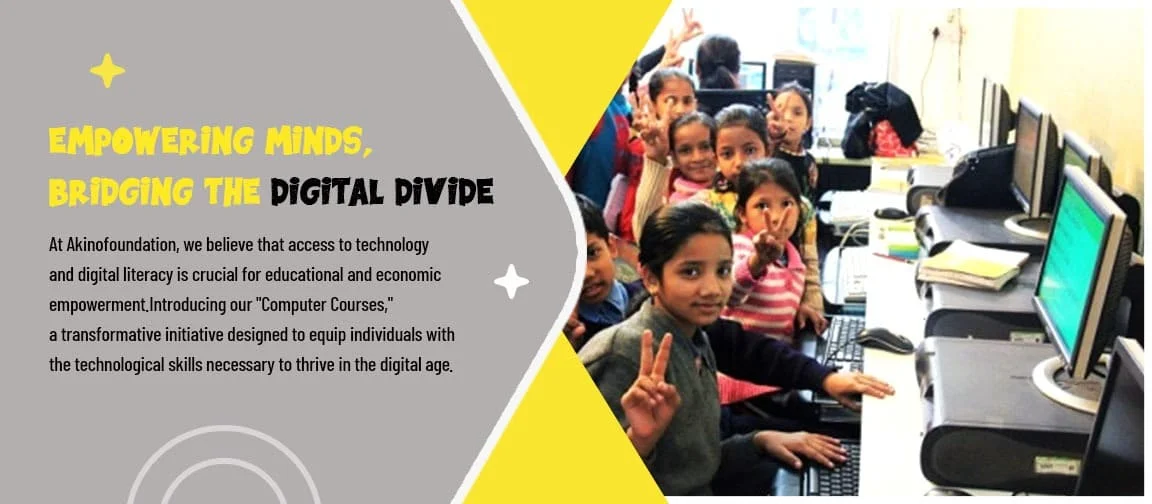 EMPOWERING MINDS,
BRIDGING THE DIGITAL DIVIDE
At Akinofoundation, we believe that access to technology
and digital literacy is crucial for educational and economic
empowerment.Introducing our "Computer Courses,"
a transformative initiative designed to equip individuals with
the technological skills necessary to thrive in the digital age.